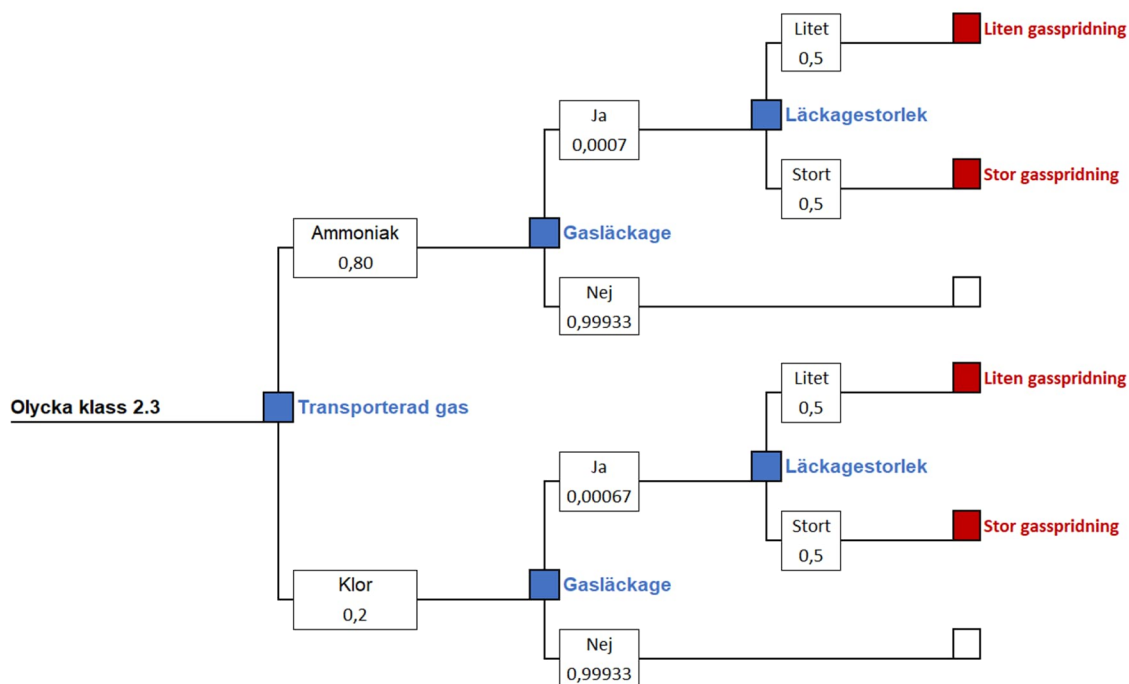 Litet
0,5
Liten gasspridning
Ja
0,0007
Läckagestorlek
Stort
0,5
Stor gasspridning
Ammoniak
0,80
Gasläckage
Nej
0,99933
Olycka klass 2.3
Transporterad gas
Litet
0,5
Liten gasspridning
Ja
0,00067
Läckagestorlek
Stort
0,5
Stor gasspridning
Klor
0,2
Gasläckage
Nej
0,99933